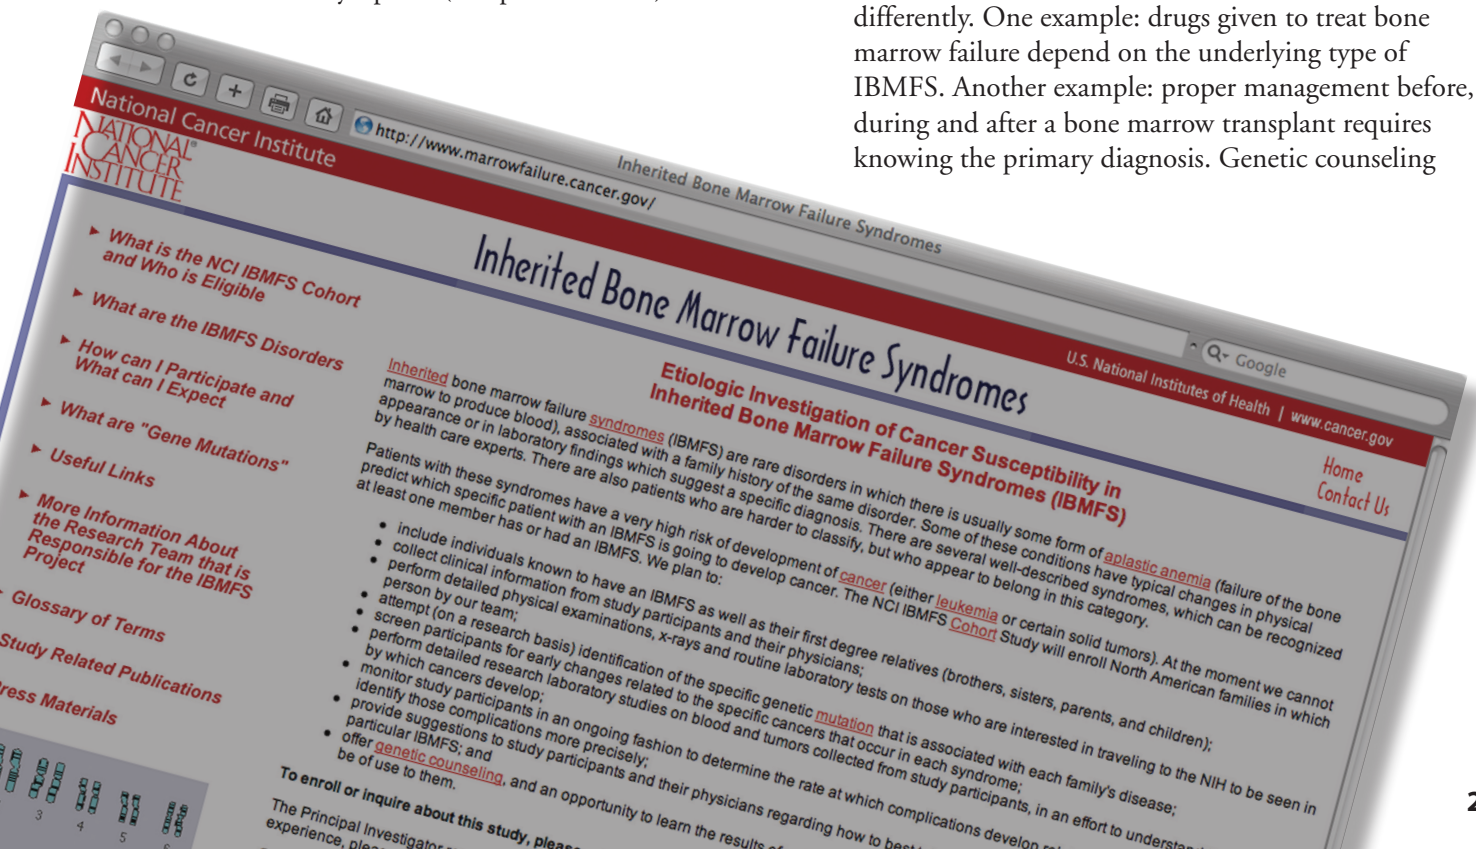 differently. One example: drugs given to treat bone
marrow failure depend on the underlying type of
IBMFS. Another example: proper management before,
during and after a bone marrow transplant requires
knowing the primary diagnosis. Genetic counseling
Inherited Bone Marrow Failure Syndromes
http://www.marrowfailure.cancer.gov/
Google
National Cancer Institute
U.S. National Institutes of Health | www.cancer.gov
NATIONAL®
CANCER
INSTITUTE
Inherited Bone Marrow Failure Syndromes
Home
Contact Us
What is the NCI IBMFS Cohort
and Who is Eligible
What are the IBMFS Disorders
How can I Participate and
What can I Expect
What are "Gene Mutations"
Useful Links
More Information About
the Research Team that is
Responsible for the IBMFS
Project
Glossary of Terms
Study Related Publications
ress Materials
3
4
5
Etiologic Investigation of Cancer Susceptibility in
Inherited Bone Marrow Failure Syndromes (IBMFS)
Inherited bone marrow failure syndromes (IBMFS) are rare disorders in which there is usually some form of aplastic anemia (failure of the bone
marrow to produce blood), associated with a family history of the same disorder. Some of these conditions have typical changes in physical
appearance or in laboratory findings which suggest a specific diagnosis. There are several well-described syndromes, which can be recognized
by health care experts. There are also patients who are harder to classify, but who appear to belong in this category.
Patients with these syndromes have a very high risk of development of cancer (either leukemia or certain solid tumors). At the moment we cannot
predict which specific patient with an IBMFS is going to develop cancer. The NCI IBMFS Cohort Study will enroll North American families in which
at least one member has or had an IBMFS. We plan to:
• include individuals known to have an IBMFS as well as their first degree relatives (brothers, sisters, parents, and children);
• collect clinical information from study participants and their physicians;
• perform detailed physical examinations, x-rays and routine laboratory tests on those who are interested in traveling to the NIH to be seen in
person by our team;
• attempt (on a research basis) identification of the specific genetic mutation that is associated with each family's disease;
• screen participants for early changes related to the specific cancers that occur in each syndrome;
• perform detailed research laboratory studies on blood and tumors collected from study participants, in an effort to understand
by which cancers develop;
• monitor study participants in an ongoing fashion to determine the rate at which complications develop
identify those complications more precisely;
• provide suggestions to study participants and their physicians regarding how to best
particular IBMFS; and
• offer genetic counseling, and an opportunity to learn the results of
be of use to them.
To enroll or inquire about this study, please
The Principal Investigator
experience,
2